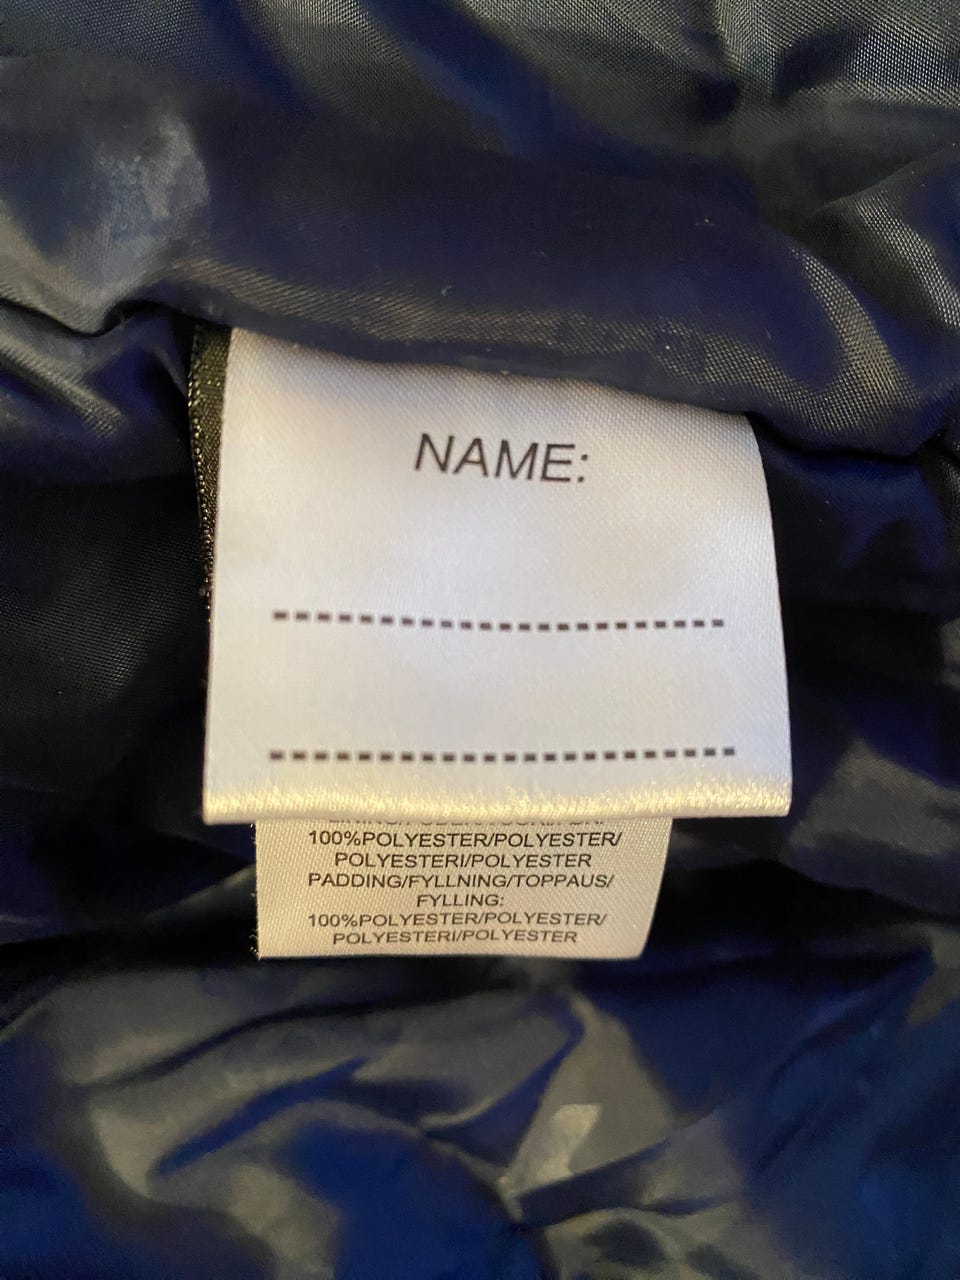 NAME:
100%POLYESTER/POLYESTER/
POLYESTERI/POLYESTER
PADDING/FYLLNING/TOPPAUS/
FYLLING:
100%POLYESTER/POLYESTER/
POLYESTERI/POLYESTER